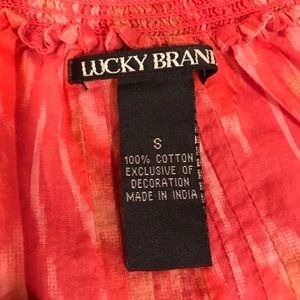 LUCKY BRAND
S
100% COTTON
EXCLUSIVE OF
DECORATION
MADE IN INDIA